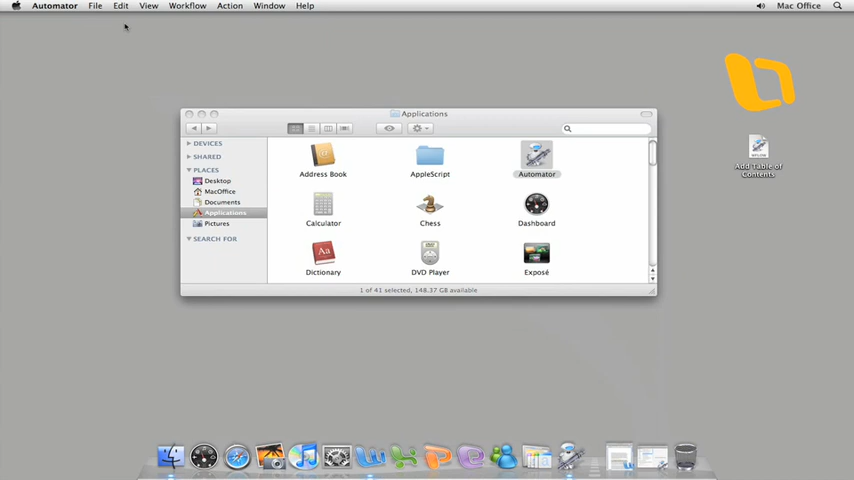 Automator File Edit View Workflow Action Window Help Mac Office
Applications
DEVICES
SHARED
PLACES
Desktop
MacOffice
Documents
Applications
Pictures
SEARCH FOR
Address Book AppleScript Automator
Calculator Chess Dashboard
Aa
Dictionary DVD Player Exposé
1 of 41 selected, 148.37 GB available
Add Table of
Contents